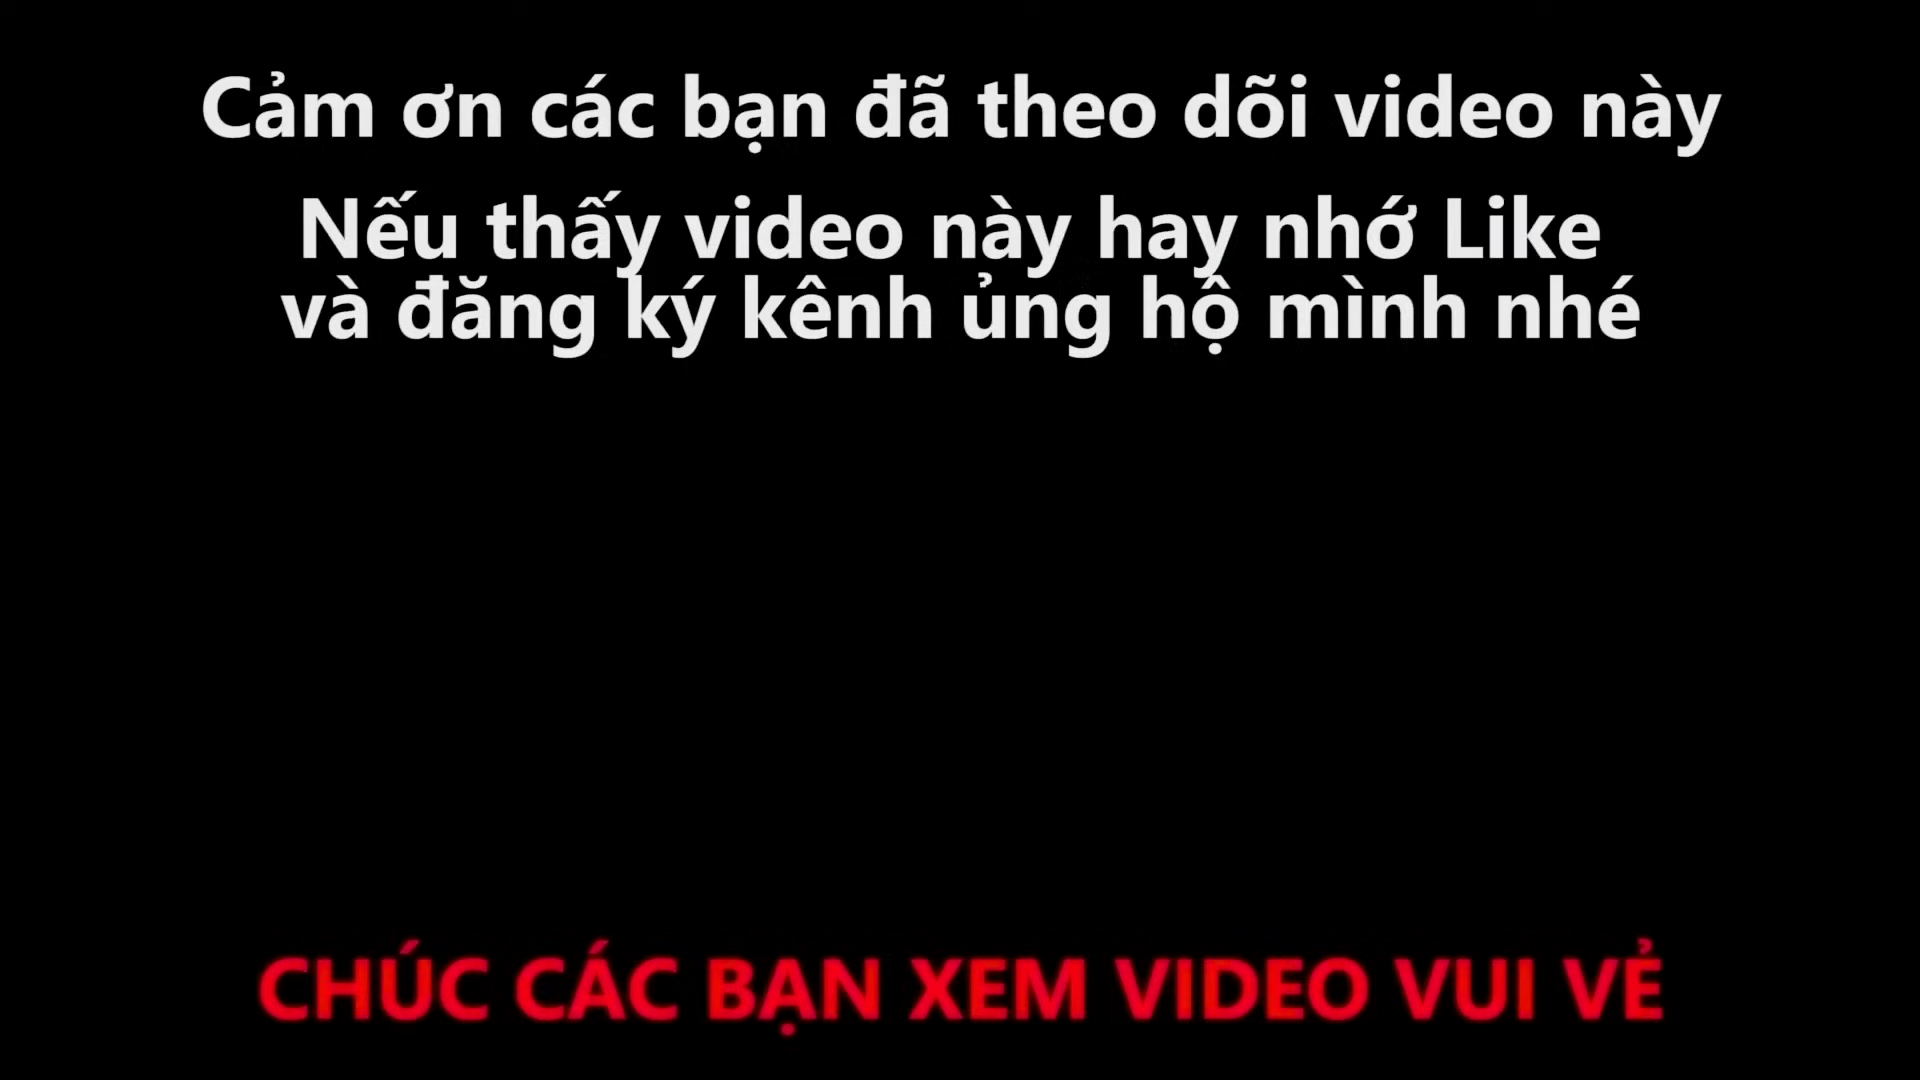 Cảm ơn các bạn đã theo dõi video này
Nếu thấy video này hay nhớ Like
và đăng ký kênh ủng hộ mình nhé
CHÚC CÁC BẠN XEM VIDEO VUI VẺ